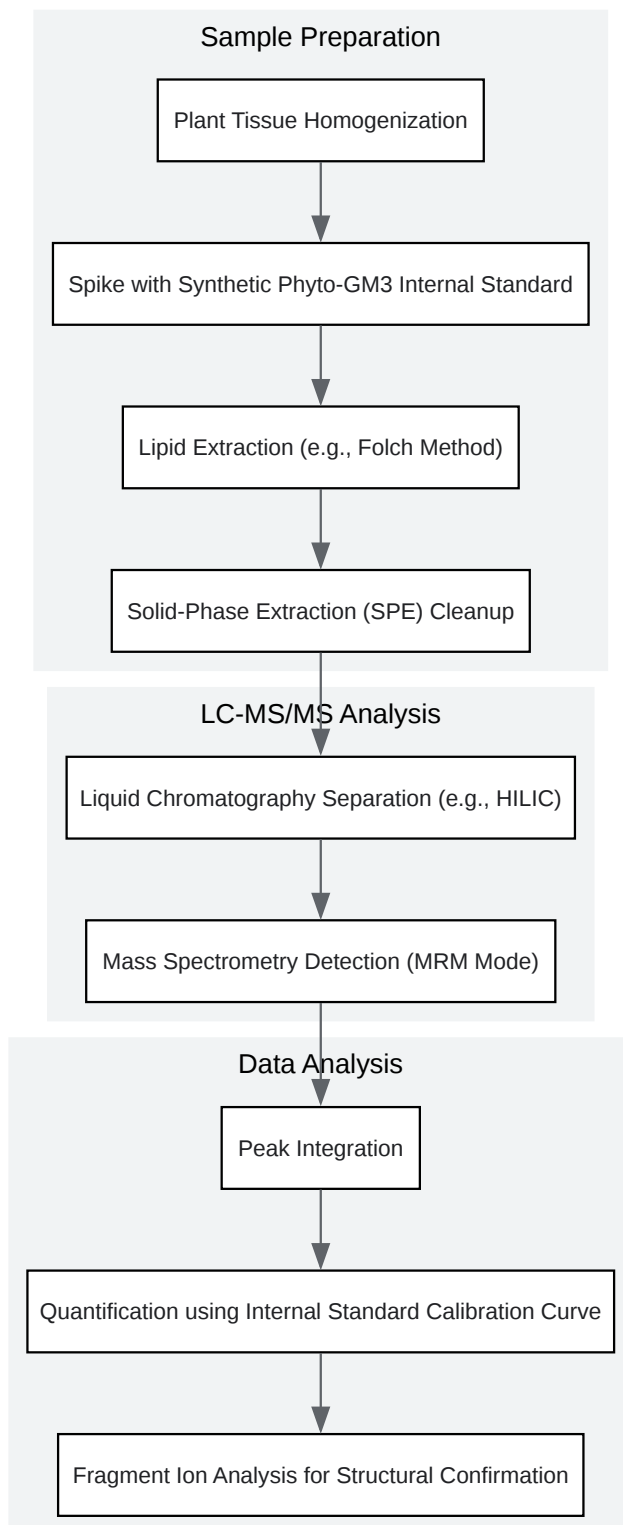 Sample Preparation
Plant Tissue Homogenization
Spike with Synthetic Phyto-GM3 Internal Standard
Lipid Extraction (e.g., Folch Method)
Solid-Phase Extraction (SPE) Cleanup
LC-MS/MS Analysis
Liquid Chromatography Separation (e.g., HILIC)
Mass Spectrometry Detection (MRM Mode)
Data Analysis
Peak Integration
Quantification using Internal Standard Calibration Curve
Fragment Ion Analysis for Structural Confirmation